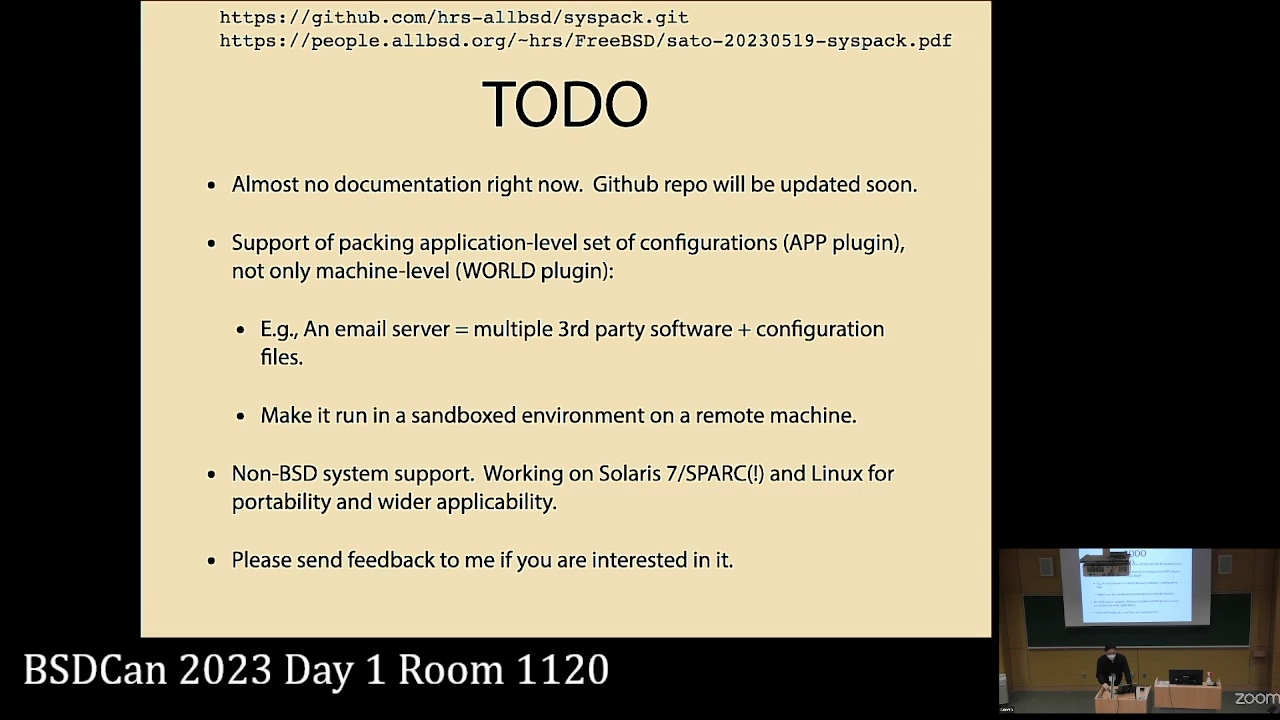 https://github.com/hrs-allbsd/syspack.git
https://people.allbsd.org/~hrs/FreeBSD/sato-20230519-syspack.pdf
TODO
• Almost no documentation right now.  Github repo will be updated soon.
• Support of packing application-level set of configurations (APP plugin),
not only machine-level (WORLD plugin):
• E.g., An email server = multiple 3rd party software + configuration
files.
• Make it run in a sandboxed environment on a remote machine.
• Non-BSD system support.  Working on Solaris 7/SPARC(!) and Linux for
portability and wider applicability.
• Please send feedback to me if you are interested in it.
TODO
BSDCan 2023 Day 1 Room 1120
zoom